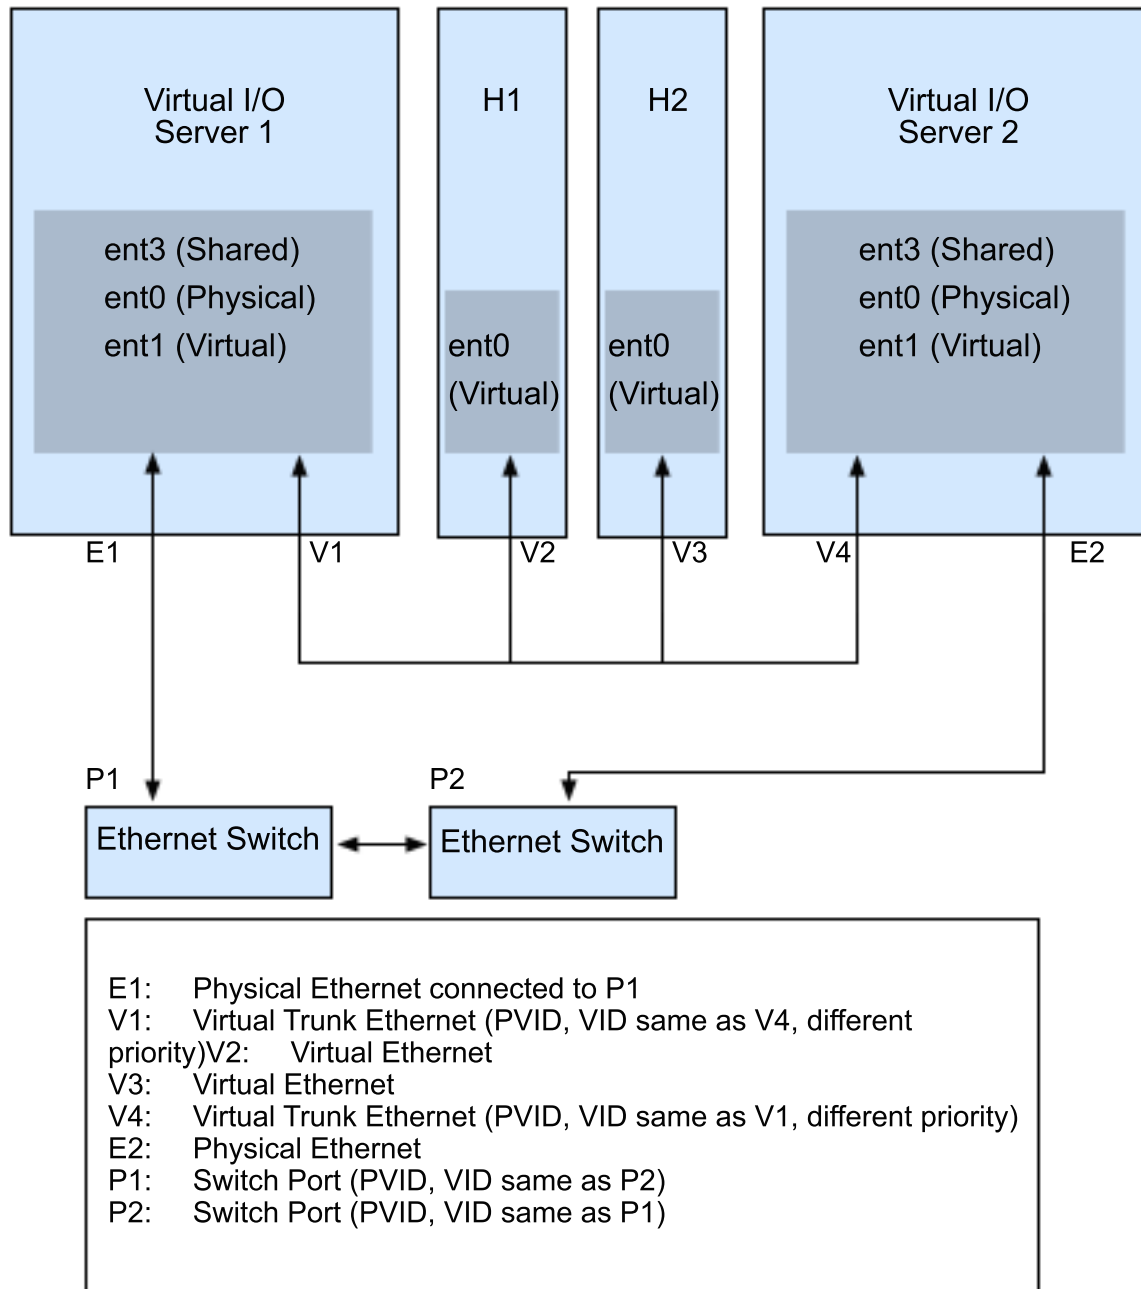 Virtual I/O
Server 1
H1
H2
Virtual I/O
Server 2
ent3 (Shared)
ent0 (Physical)
ent1 (Virtual)
ent0
(Virtual)
ent0
(Virtual)
ent3 (Shared)
ent0 (Physical)
ent1 (Virtual)
E1
V1
V2
V3
V4
E2
P1
P2
Ethernet Switch
Ethernet Switch
E1: Physical Ethernet connected to P1
V1: Virtual Trunk Ethernet (PVID, VID same as V4, different
priority)V2: Virtual Ethernet
V3: Virtual Ethernet
V4: Virtual Trunk Ethernet (PVID, VID same as V1, different priority)
E2: Physical Ethernet
P1: Switch Port (PVID, VID same as P2)
P2: Switch Port (PVID, VID same as P1)